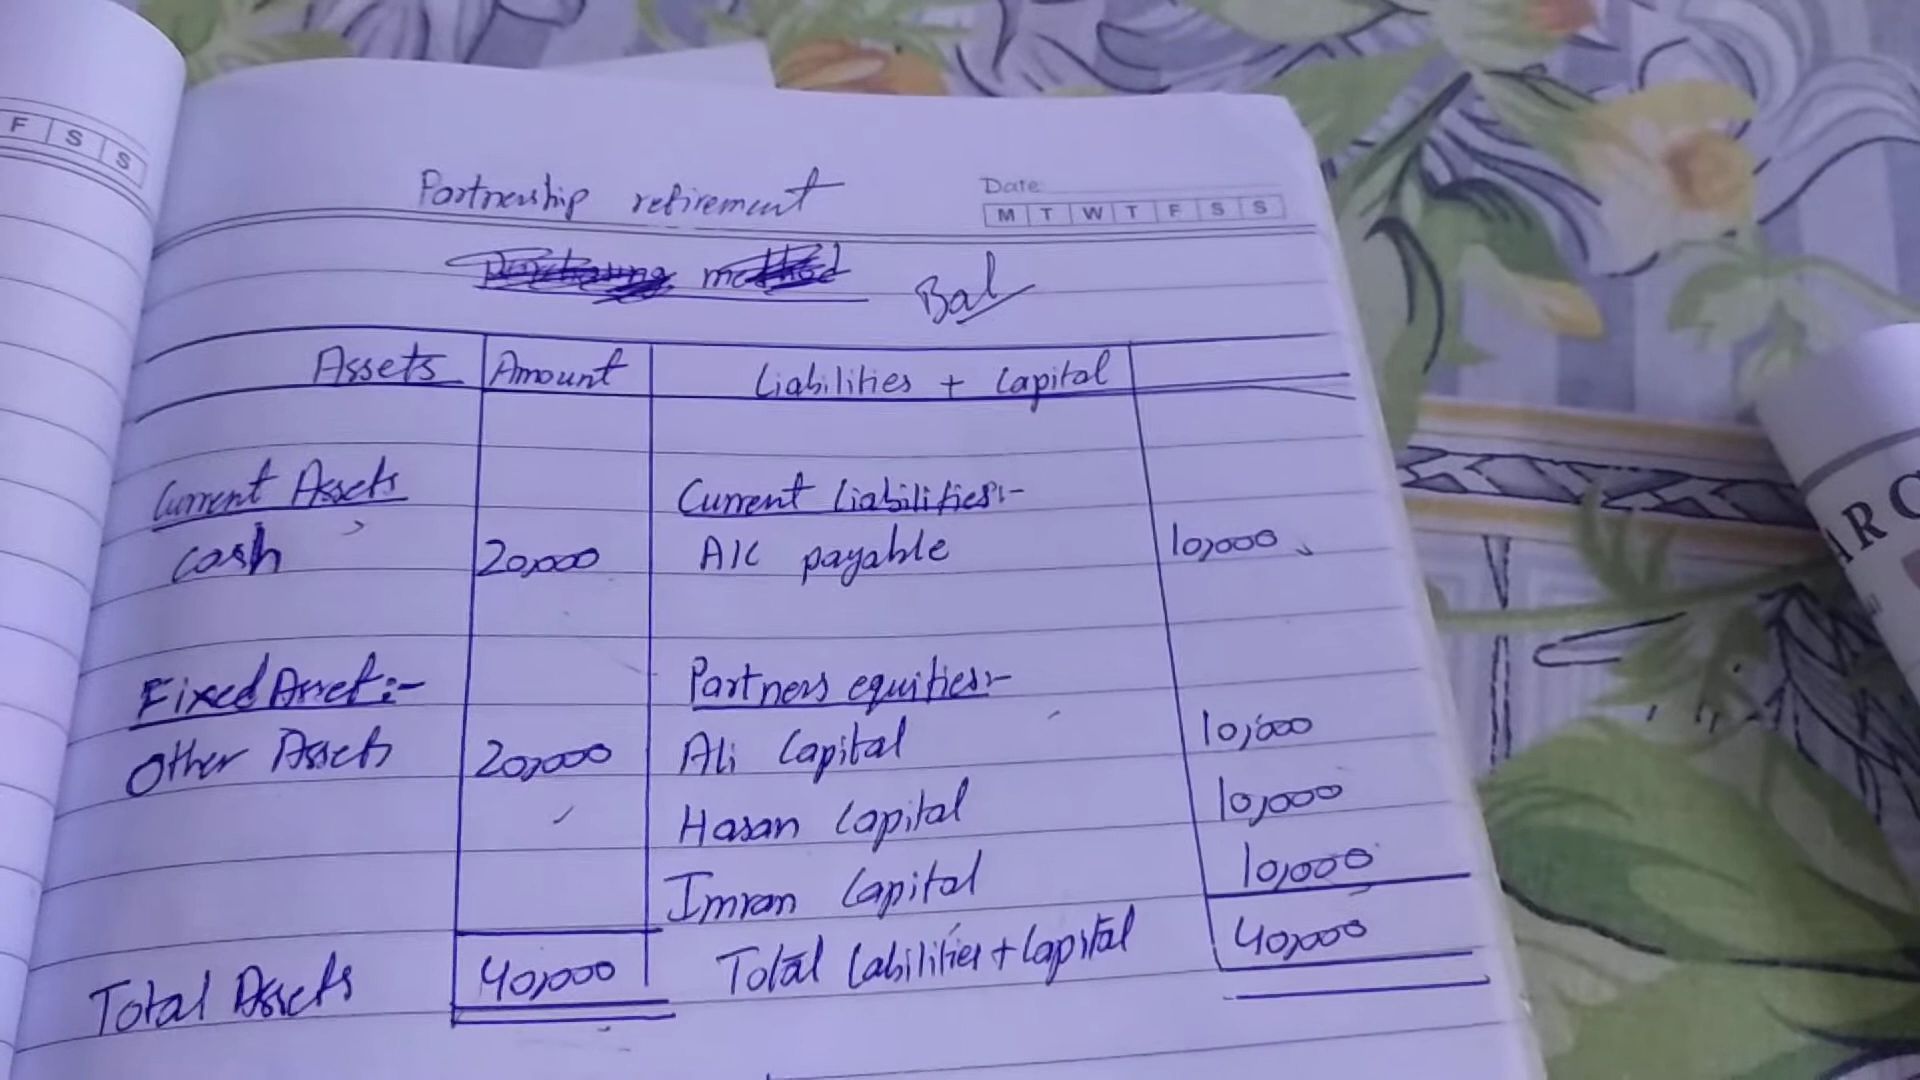 F S S
Partnership retirement
Date
M T W T F S S
Bal
Assets Amount Liabilities + Capital
Current Assets Current Liabilities:-
Cash 20,000 A/C payable 10,000
Fixed Asset:- Partners equities:-
Other Assets 20,000 Ali Capital 10,000
Hasan Capital 10,000
Imran Capital 10,000
Total Assets 40,000 Total Labilities + Capital 40,000